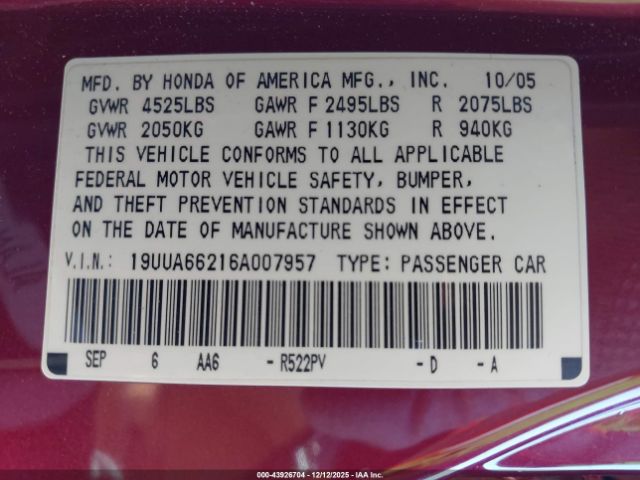 MFD. BY HONDA OF AMERICA MFG., INC. 10/05
GVWR 4525LBS GAWR F 2495LBS R 2075LBS
GVWR 2050KG GAWR F 1130KG R 940KG
THIS VEHICLE CONFORMS TO ALL APPLICABLE
FEDERAL MOTOR VEHICLE SAFETY, BUMPER,
AND THEFT PREVENTION STANDARDS IN EFFECT
ON THE DATE OF MANUFACTURE SHOWN ABOVE.
V.I.N.: 19UUA66216A007957 TYPE: PASSENGER CAR
SEP 6 AA6 - R522PV - D - A
000-43926704 - 12/12/2025 - IAA Inc.